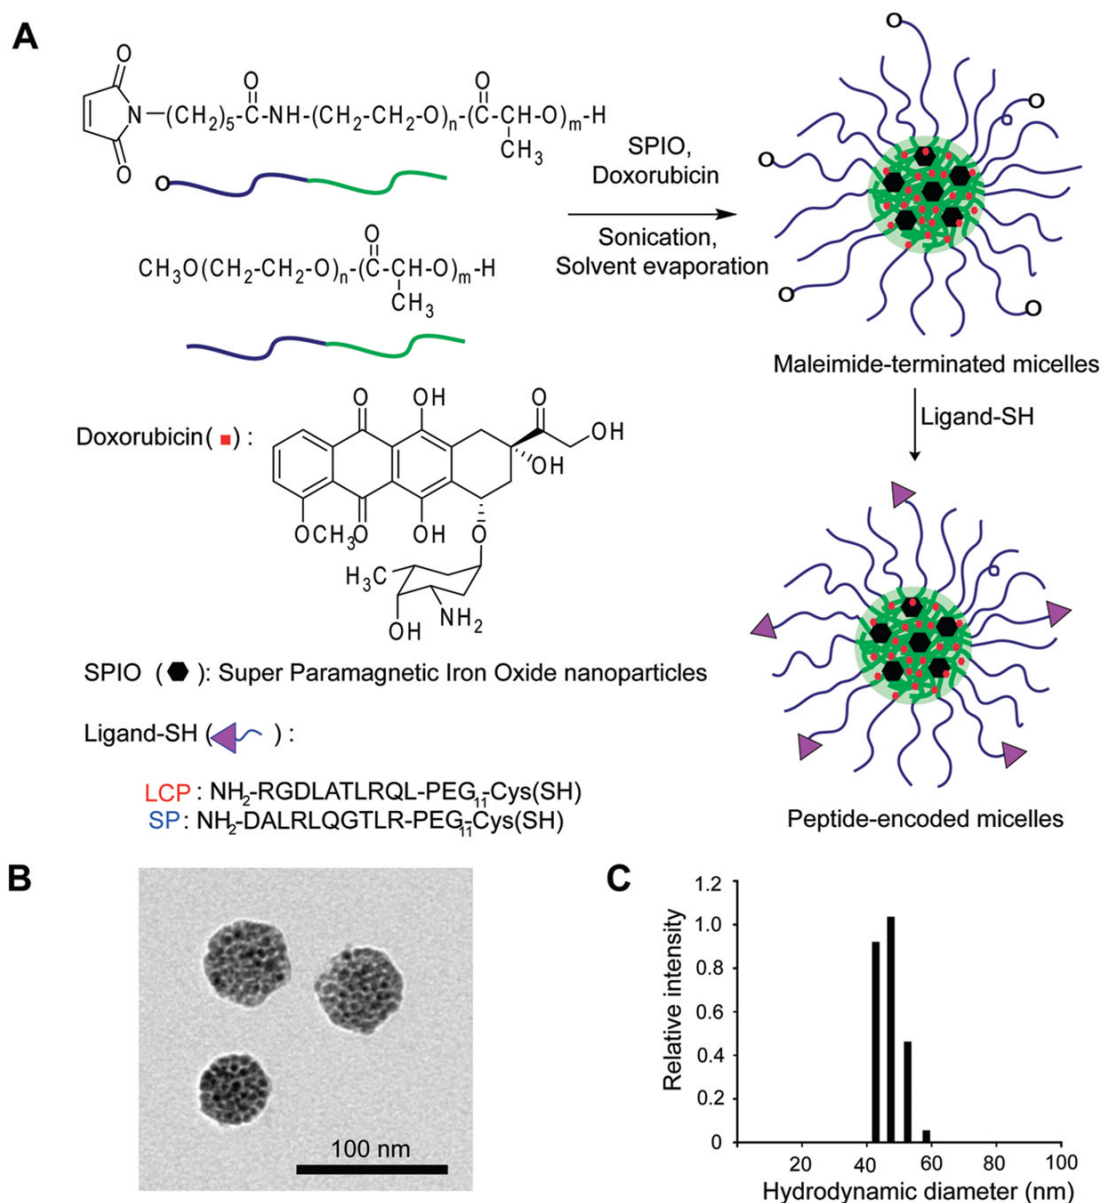 A
O
O
N
(CH₂)₅-C-NH-(CH₂-CH₂-O)ₙ-(C-CH-O)ₘ-H
O
O
CH₃
O
SPIO,
Doxorubicin
Sonication,
Solvent evaporation
O
O
O
O
O
Maleimide-terminated micelles
CH₃O(CH₂-CH₂-O)ₙ-(C-CH-O)ₘ-H
O
CH₃
Ligand-SH
Doxorubicin( ) :
O
OH
O
OH
OH
OCH₃
O
OH
O
H₃C
NH₂
OH
SPIO ( ): Super Paramagnetic Iron Oxide nanoparticles
Ligand-SH ( ) :
LCP : NH₂-RGDLATLRQL-PEG₁₁-Cys(SH)
SP : NH₂-DALRLQGTLR-PEG₁₁-Cys(SH)
Peptide-encoded micelles
B
100 nm
C
Relative intensity
1.2
1.0
0.8
0.6
0.4
0.2
0
20 40 60 80 100
Hydrodynamic diameter (nm)